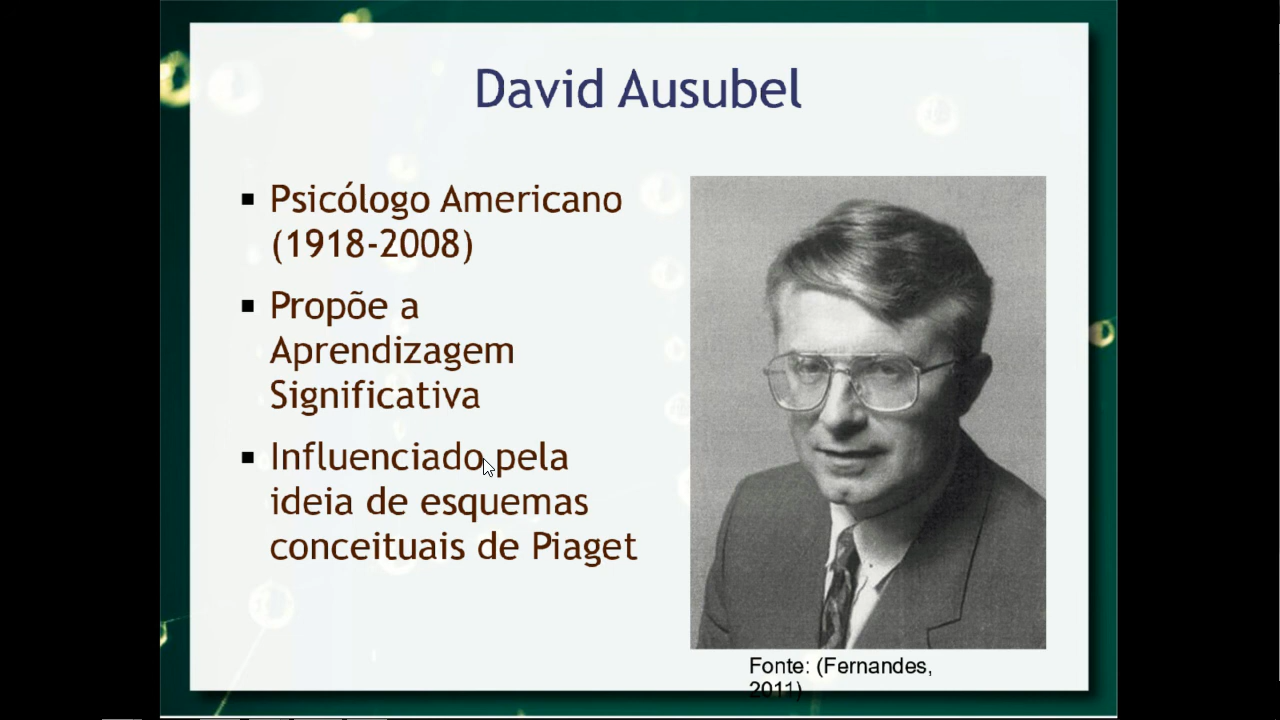 David Ausubel
Psicólogo Americano
(1918-2008)
Propõe a
Aprendizagem
Significativa
Influenciado pela
ideia de esquemas
conceituais de Piaget
Fonte: (Fernandes,
2011)